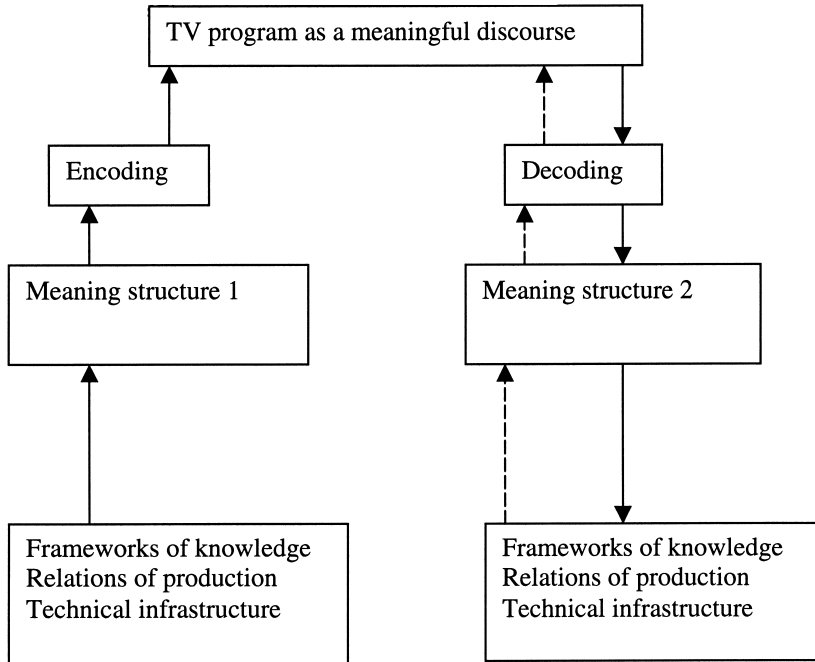 TV program as a meaningful discourse
Encoding
Decoding
Meaning structure 1
Meaning structure 2
Frameworks of knowledge
Relations of production
Technical infrastructure
Frameworks of knowledge
Relations of production
Technical infrastructure